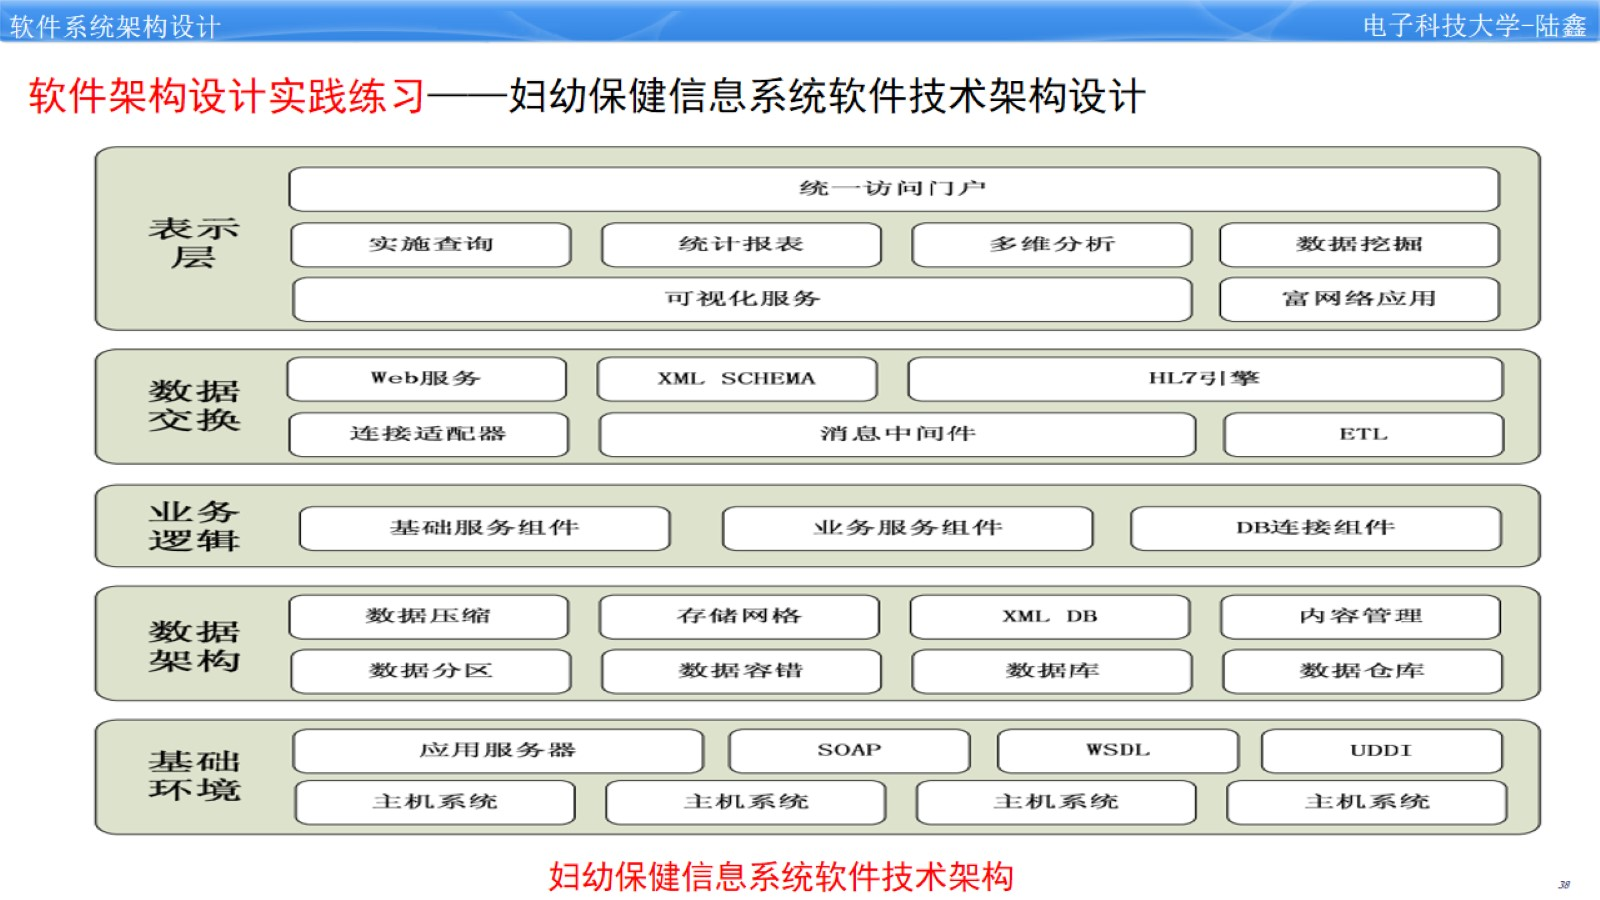 软件系统架构设计
电子科技大学-陆鑫
软件架构设计实践练习——妇幼保健信息系统软件技术架构设计
表示
层
统一访问门户
实施查询
统计报表
多维分析
数据挖掘
可视化服务
富网络应用
数据
交换
Web服务
XML SCHEMA
HL7引擎
连接适配器
消息中间件
ETL
业务
逻辑
基础服务组件
业务服务组件
DB连接组件
数据
架构
数据压缩
存储网格
XML DB
内容管理
数据分区
数据容错
数据库
数据仓库
基础
环境
应用服务器
SOAP
WSDL
UDDI
主机系统
主机系统
主机系统
主机系统
妇幼保健信息系统软件技术架构
38